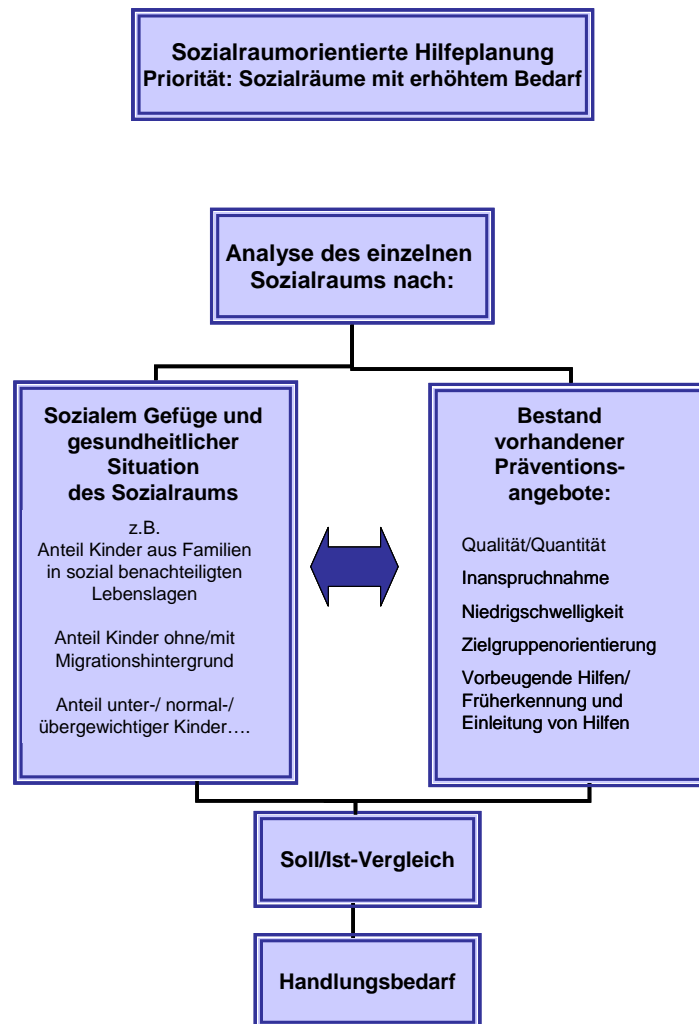 Sozialraumorientierte Hilfeplanung
Priorität: Sozialräume mit erhöhtem Bedarf
Analyse des einzelnen
Sozialraums nach:
Sozialem Gefüge und
gesundheitlicher
Situation
des Sozialraums
z.B.
Anteil Kinder aus Familien
in sozial benachteiligten
Lebenslagen
Anteil Kinder ohne/mit
Migrationshintergrund
Anteil unter-/ normal-/
übergewichtiger Kinder….
Bestand
vorhandener
Präventions-
angebote:
Qualität/Quantität
Inanspruchnahme
Niedrigschwelligkeit
Zielgruppenorientierung
Vorbeugende Hilfen/
Früherkennung und
Einleitung von Hilfen
Soll/Ist-Vergleich
Handlungsbedarf